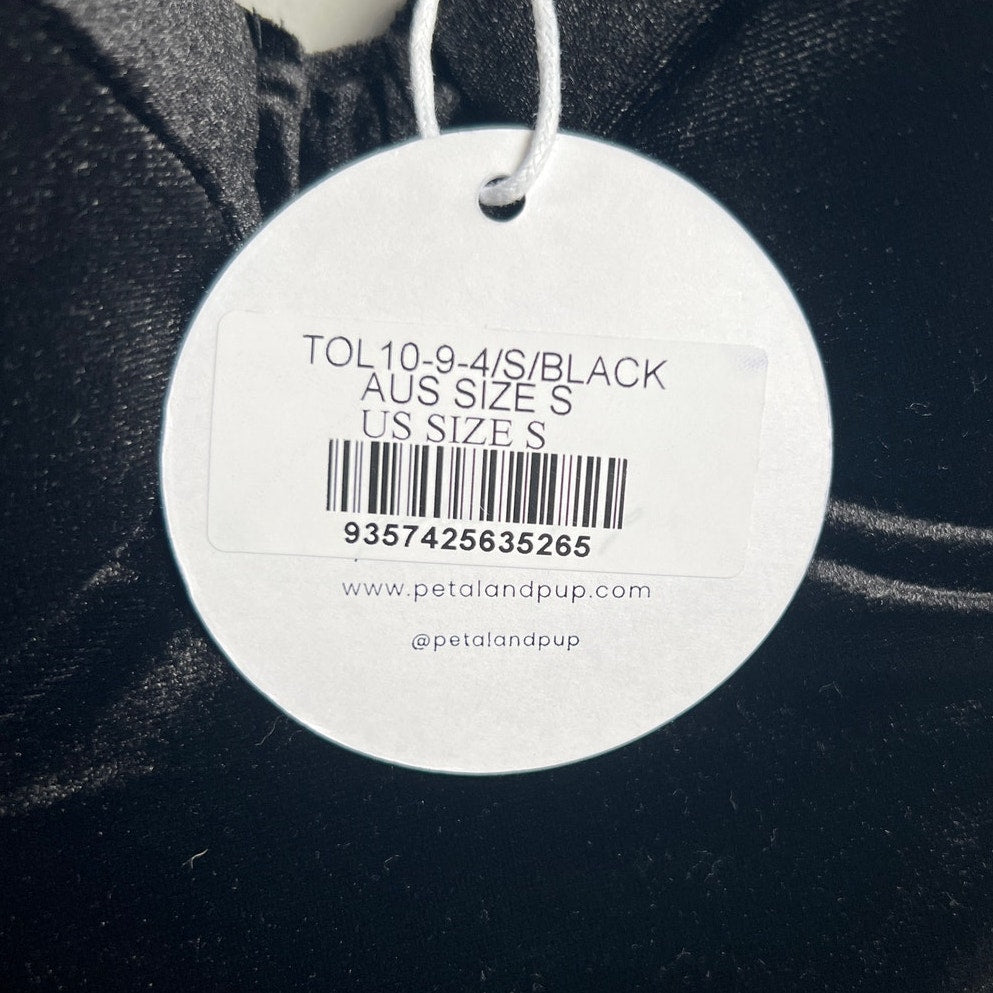 TOL10-9-4/S/BLACK
AUS SIZE S
US SIZE S
9357425635265
www.petalandpup.com
@petalandpup